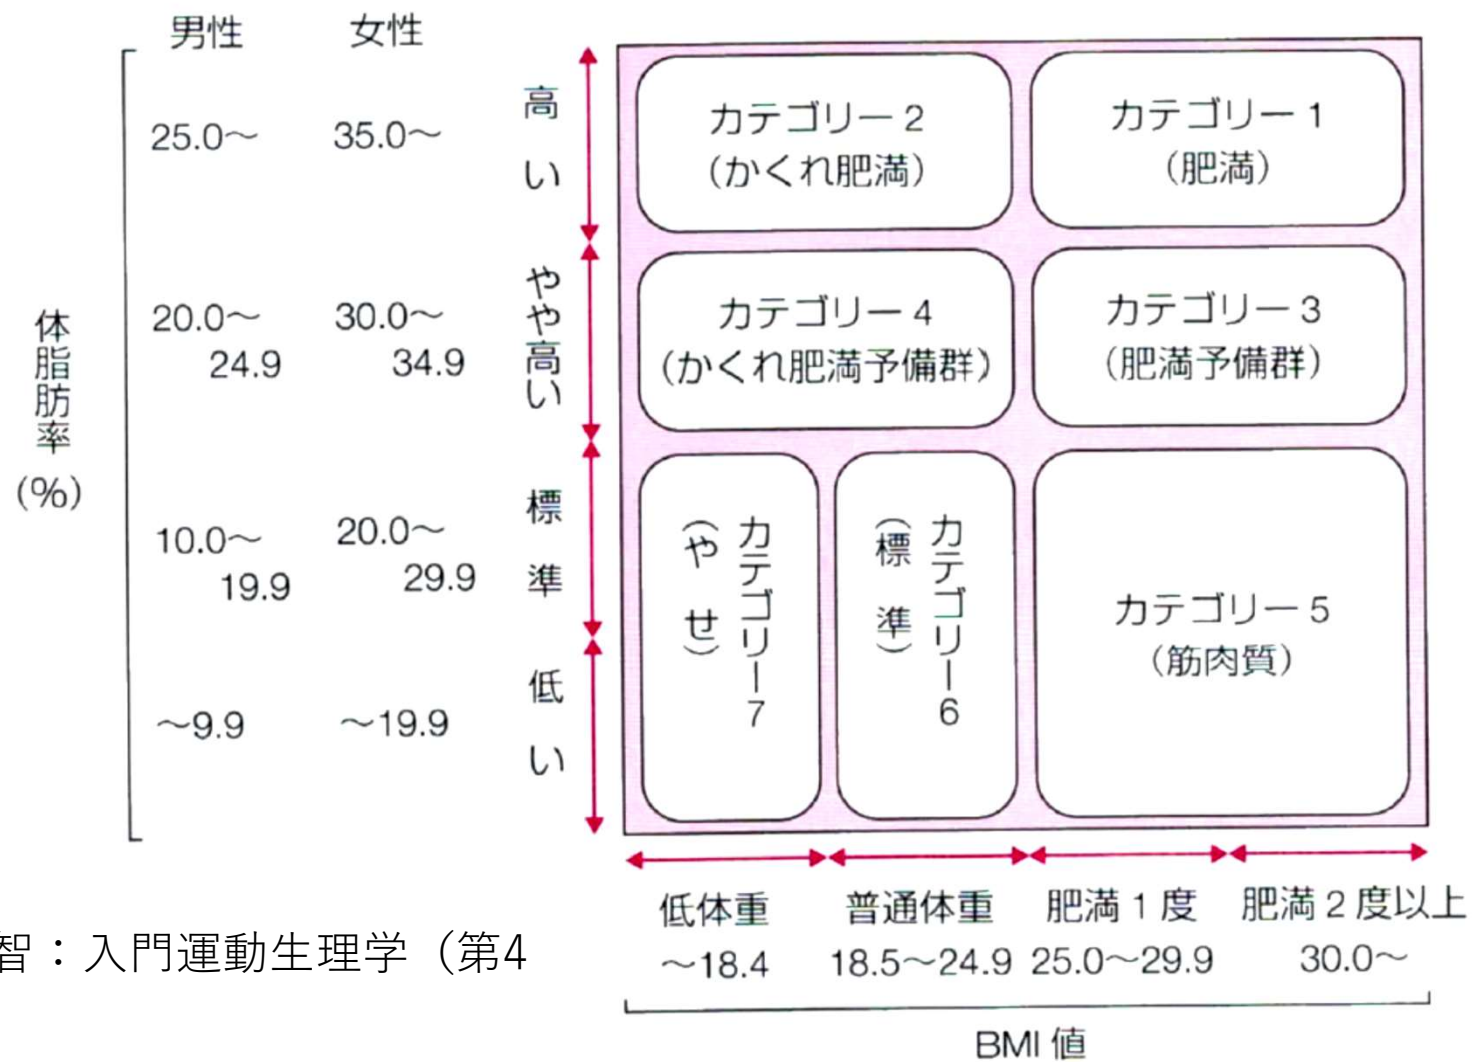 男性 女性
25.0～ 35.0～
20.0～ 30.0～
24.9 34.9
10.0～ 20.0～
19.9 29.9
～9.9 ～19.9
体脂肪率
(%)
高い
やや高い
標準
低い
カテゴリー2
(かくれ肥満)
カテゴリー1
(肥満)
カテゴリー4
(かくれ肥満予備群)
カテゴリー3
(肥満予備群)
カテゴリー7
(やせ)
カテゴリー6
(標準)
カテゴリー5
(筋肉質)
低体重 普通体重 肥満1度 肥満2度以上
～18.4 18.5～24.9 25.0～29.9 30.0～
BMI値
智：入門運動生理学（第4